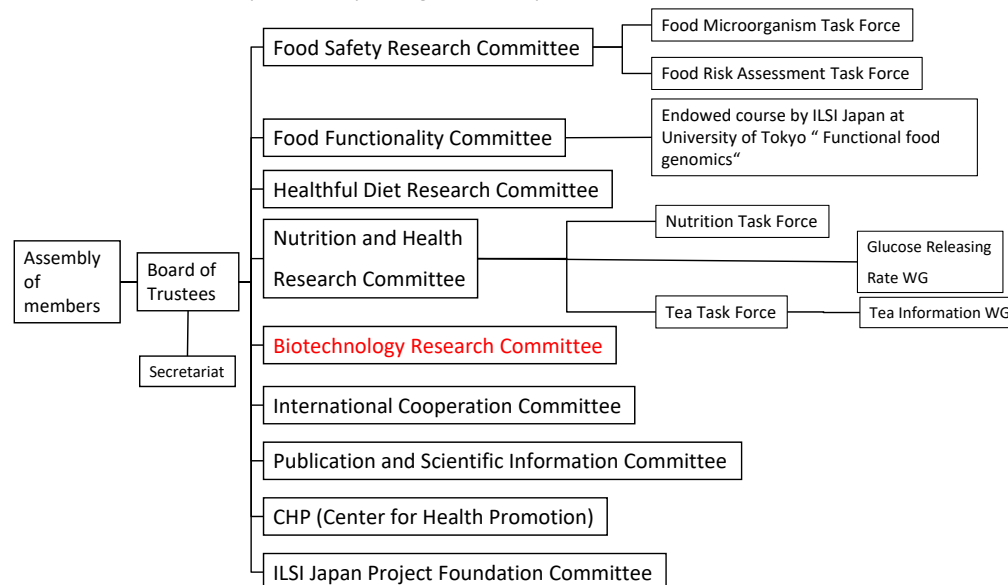 Food Safety Research Committee
Food Microorganism Task Force
Food Risk Assessment Task Force
Food Functionality Committee
Endowed course by ILSI Japan at
University of Tokyo “ Functional food
genomics“
Healthful Diet Research Committee
Nutrition and Health
Research Committee
Nutrition Task Force
Glucose Releasing
Rate WG
Tea Task Force
Tea Information WG
Assembly
of
members
Board of
Trustees
Secretariat
Biotechnology Research Committee
International Cooperation Committee
Publication and Scientific Information Committee
CHP (Center for Health Promotion)
ILSI Japan Project Foundation Committee